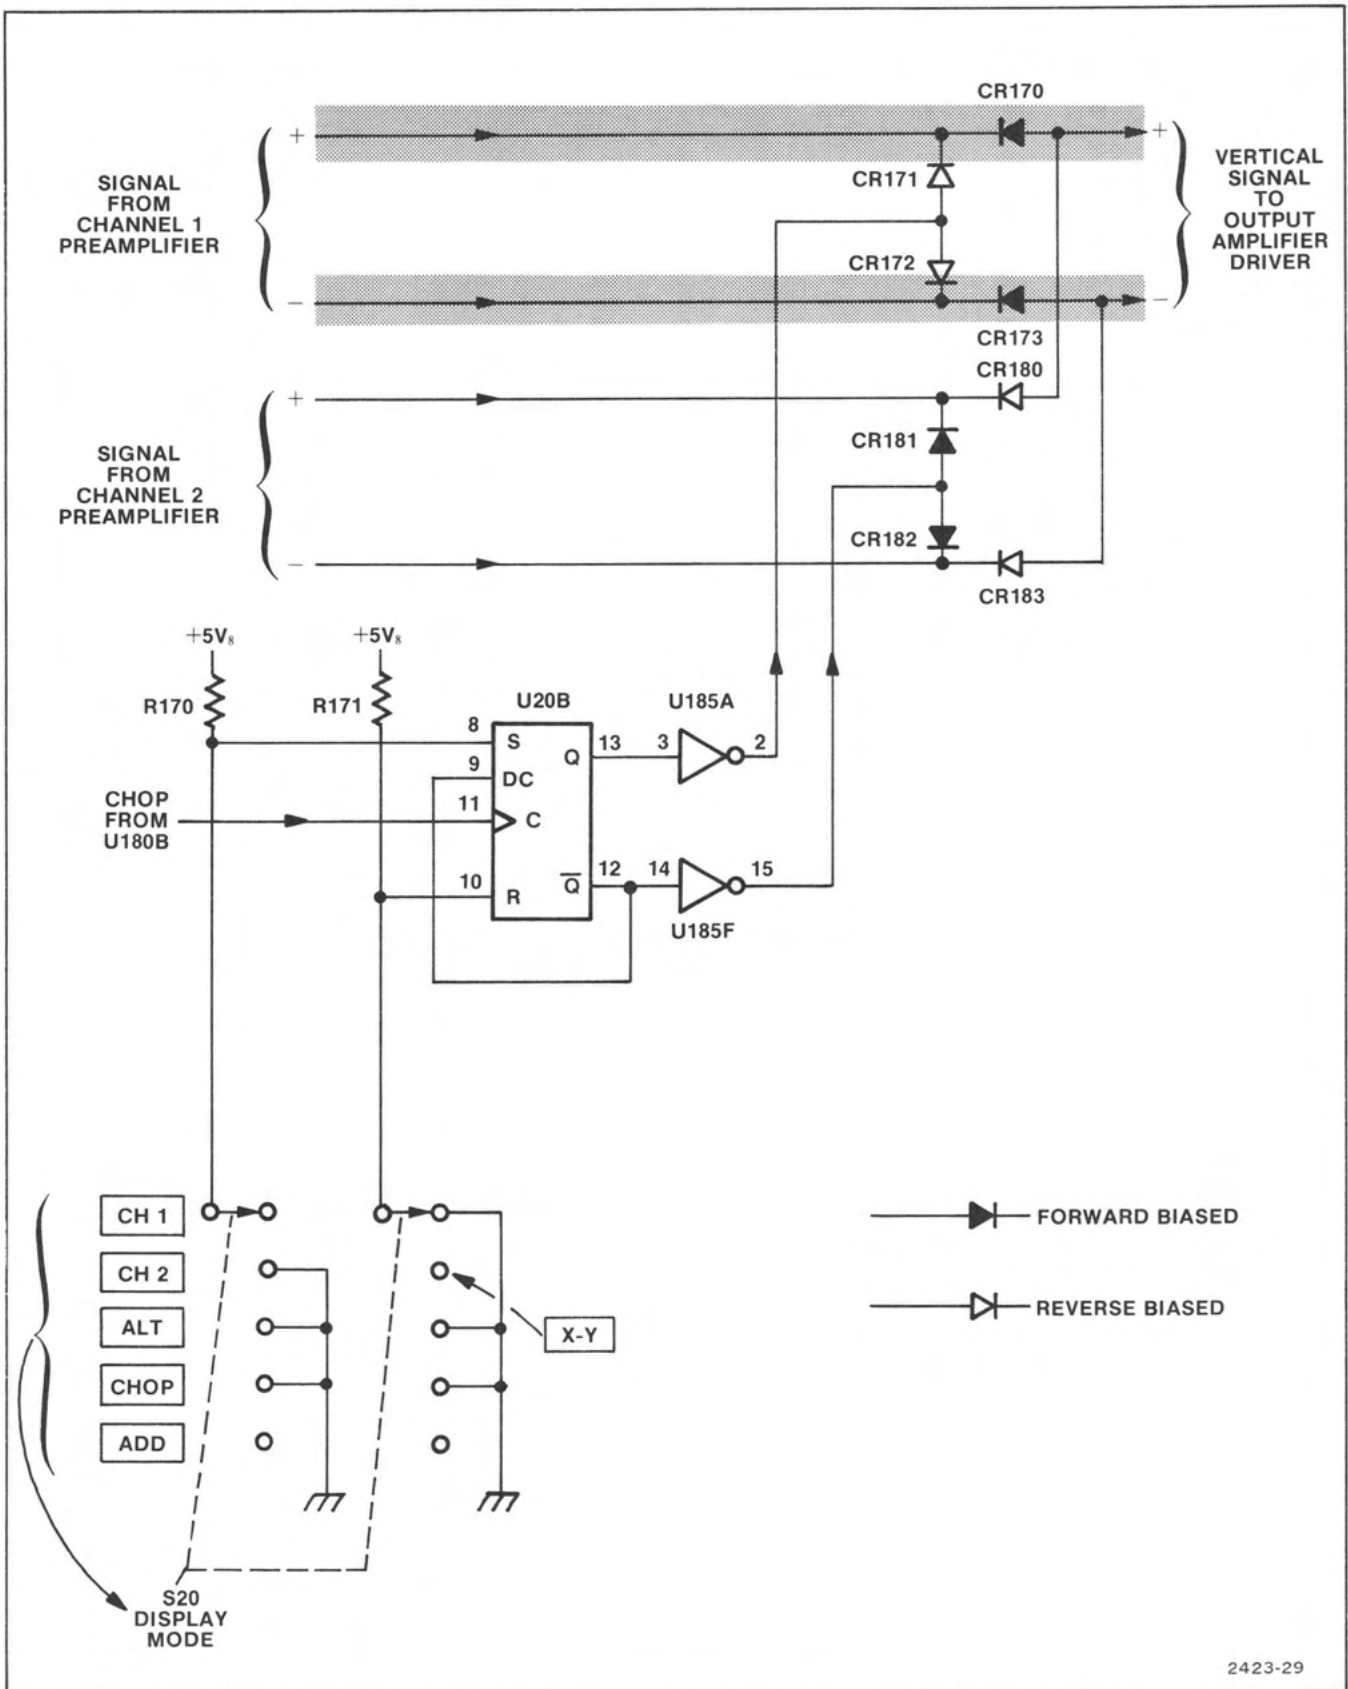 CR170
+
+
SIGNAL
FROM
CHANNEL 1
PREAMPLIFIER
CR171
VERTICAL
SIGNAL
TO
OUTPUT
AMPLIFIER
DRIVER
CR172
−
−
CR173
CR180
+
SIGNAL
FROM
CHANNEL 2
PREAMPLIFIER
CR181
CR182
−
CR183
+5V₈
+5V₈
R170
R171
U20B
U185A
8
S
Q
13
3
2
9
DC
CHOP
FROM
U180B
11
C
10
R
Q̅
12
14
15
U185F
CH 1
CH 2
ALT
CHOP
ADD
X-Y
FORWARD BIASED
REVERSE BIASED
S20
DISPLAY
MODE
2423-29